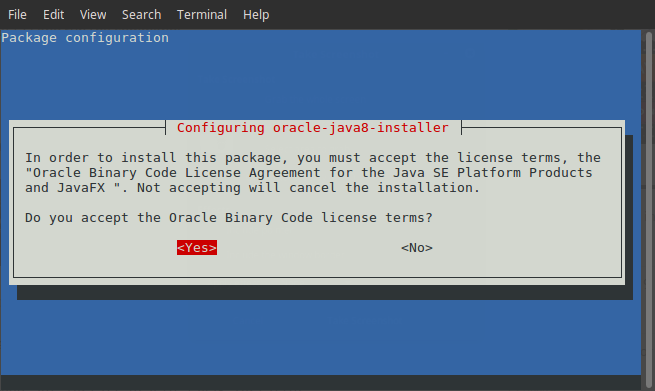 File Edit View Search Terminal Help
Package configuration
Configuring oracle-java8-installer
In order to install this package, you must accept the license terms, the
"Oracle Binary Code License Agreement for the Java SE Platform Products
and JavaFX ". Not accepting will cancel the installation.
Do you accept the Oracle Binary Code license terms?
<Yes> <No>